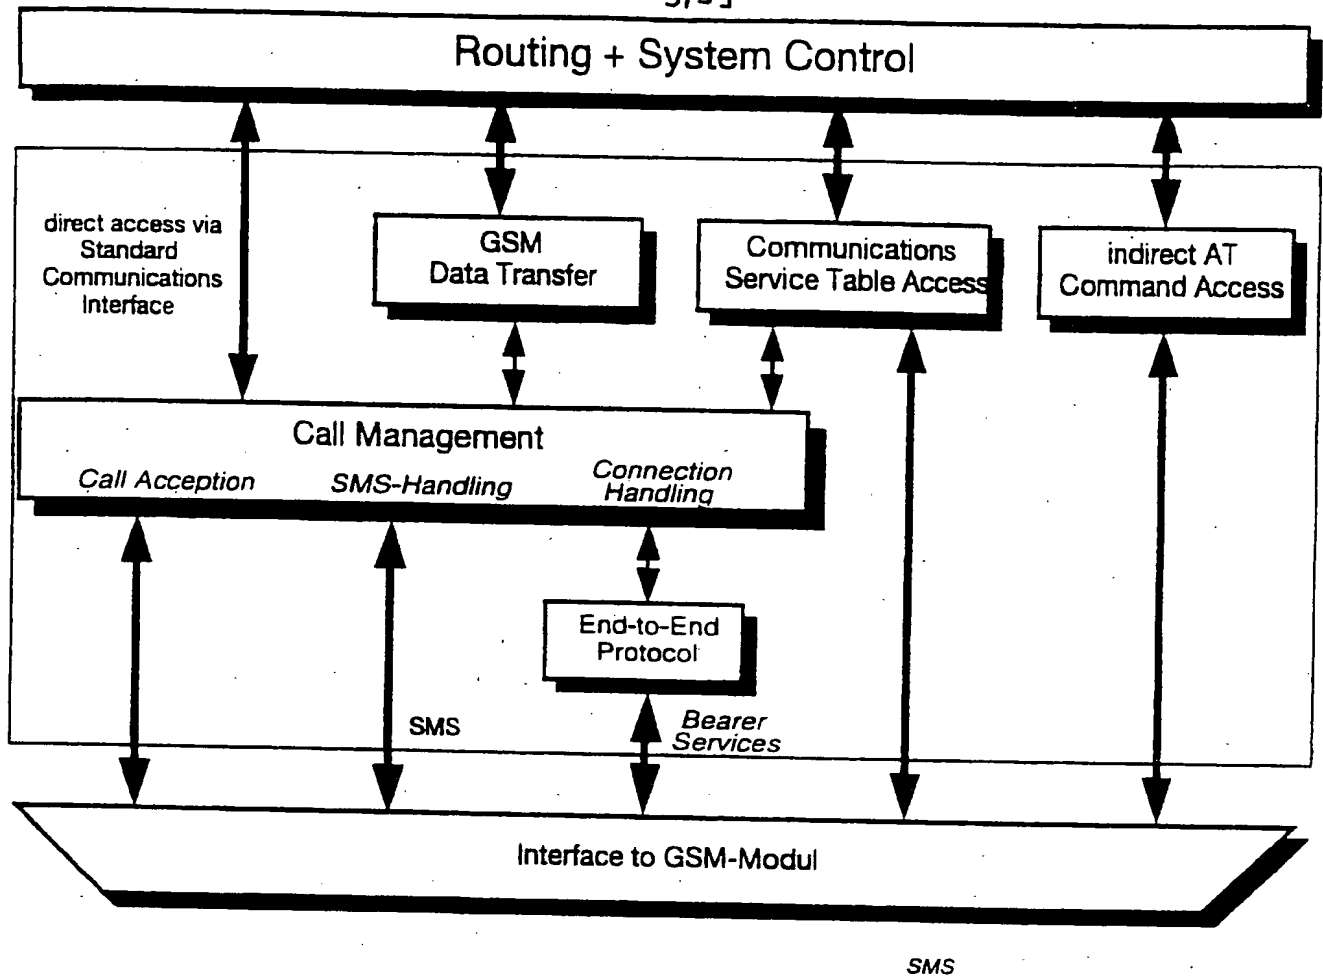 Routing + System Control
direct access via
Standard
Communications
Interface
GSM
Data Transfer
Communications
Service Table Access
indirect AT
Command Access
Call Management
Call Acception
SMS-Handling
Connection
Handling
End-to-End
Protocol
SMS
Bearer
Services
Interface to GSM-Modul
SMS